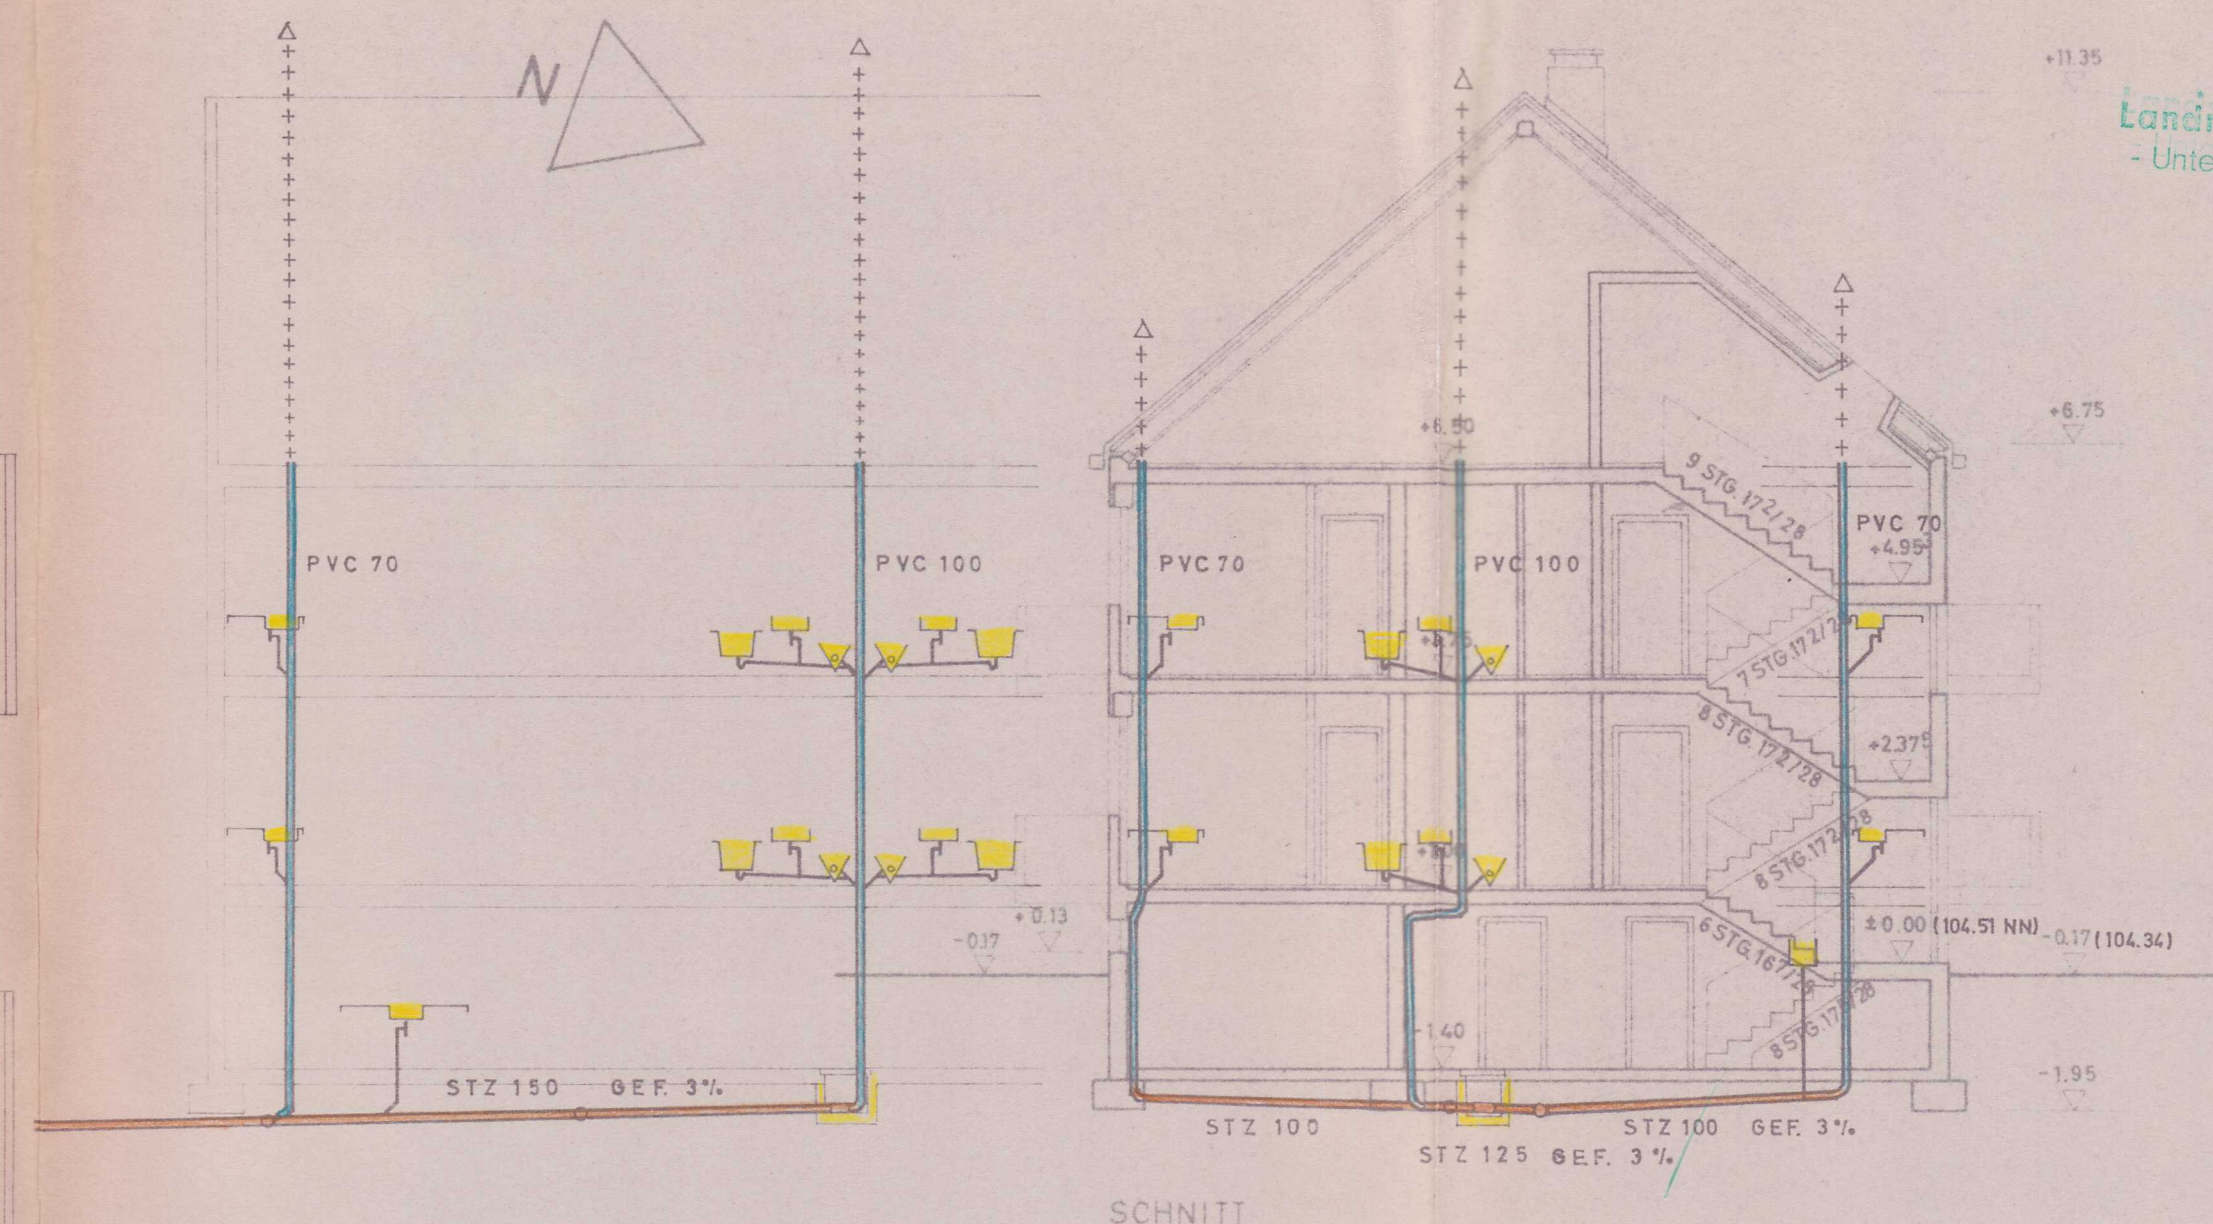 N
+11.35
- Unte
+6.75
+6.50
9 STG. 172/28
PVC 70
PVC 100
PVC 70
PVC 100
PVC 70
+4.95
7 STG. 172/2
8 STG. 172/28
+2.37⁵
8 STG. 172/28
+0.13
-0.17
±0.00 (104.51 NN)
-0.17 (104.34)
6 STG. 167/28
-1.40
8 STG. 175/28
-1.95
STZ 150 GEF. 3%
STZ 100
STZ 100 GEF. 3%
STZ 125 GEF. 3%
SCHNITT